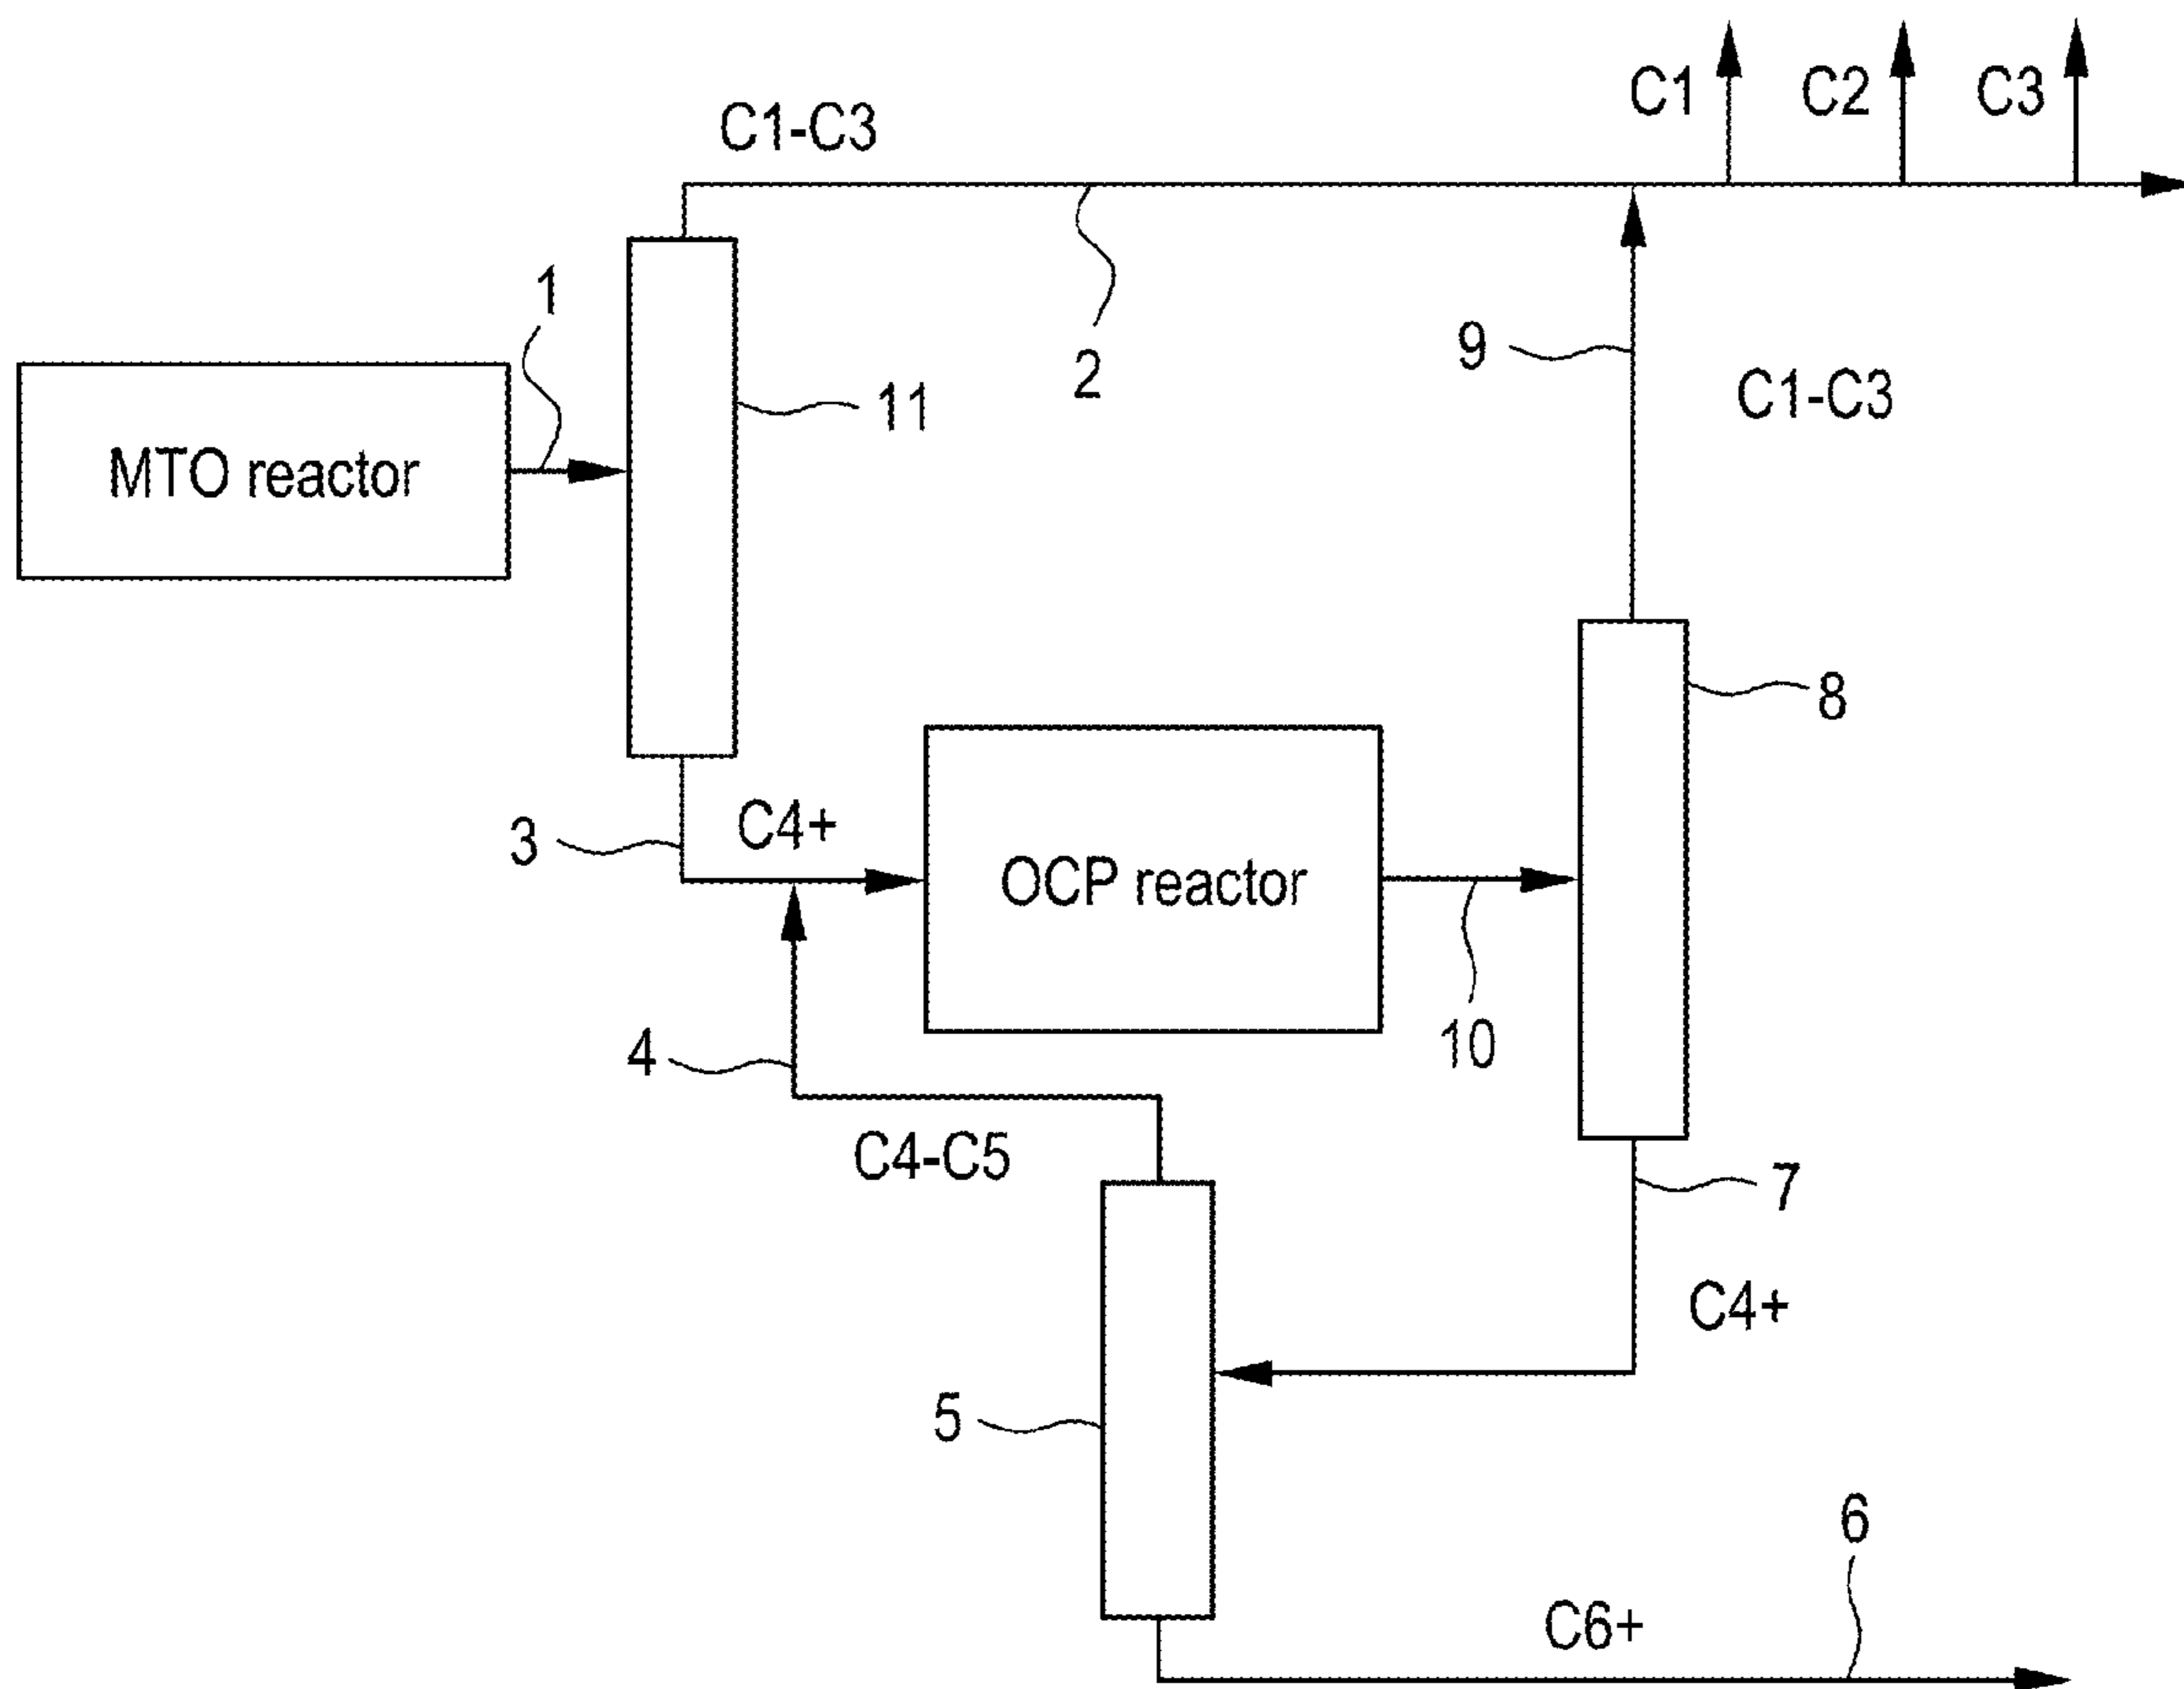 C1
C2
C3
C1-C3
1
2
9
11
C1-C3
MTO reactor
8
3
C4+
OCP reactor
4
10
C4-C5
7
C4+
5
6
C6+